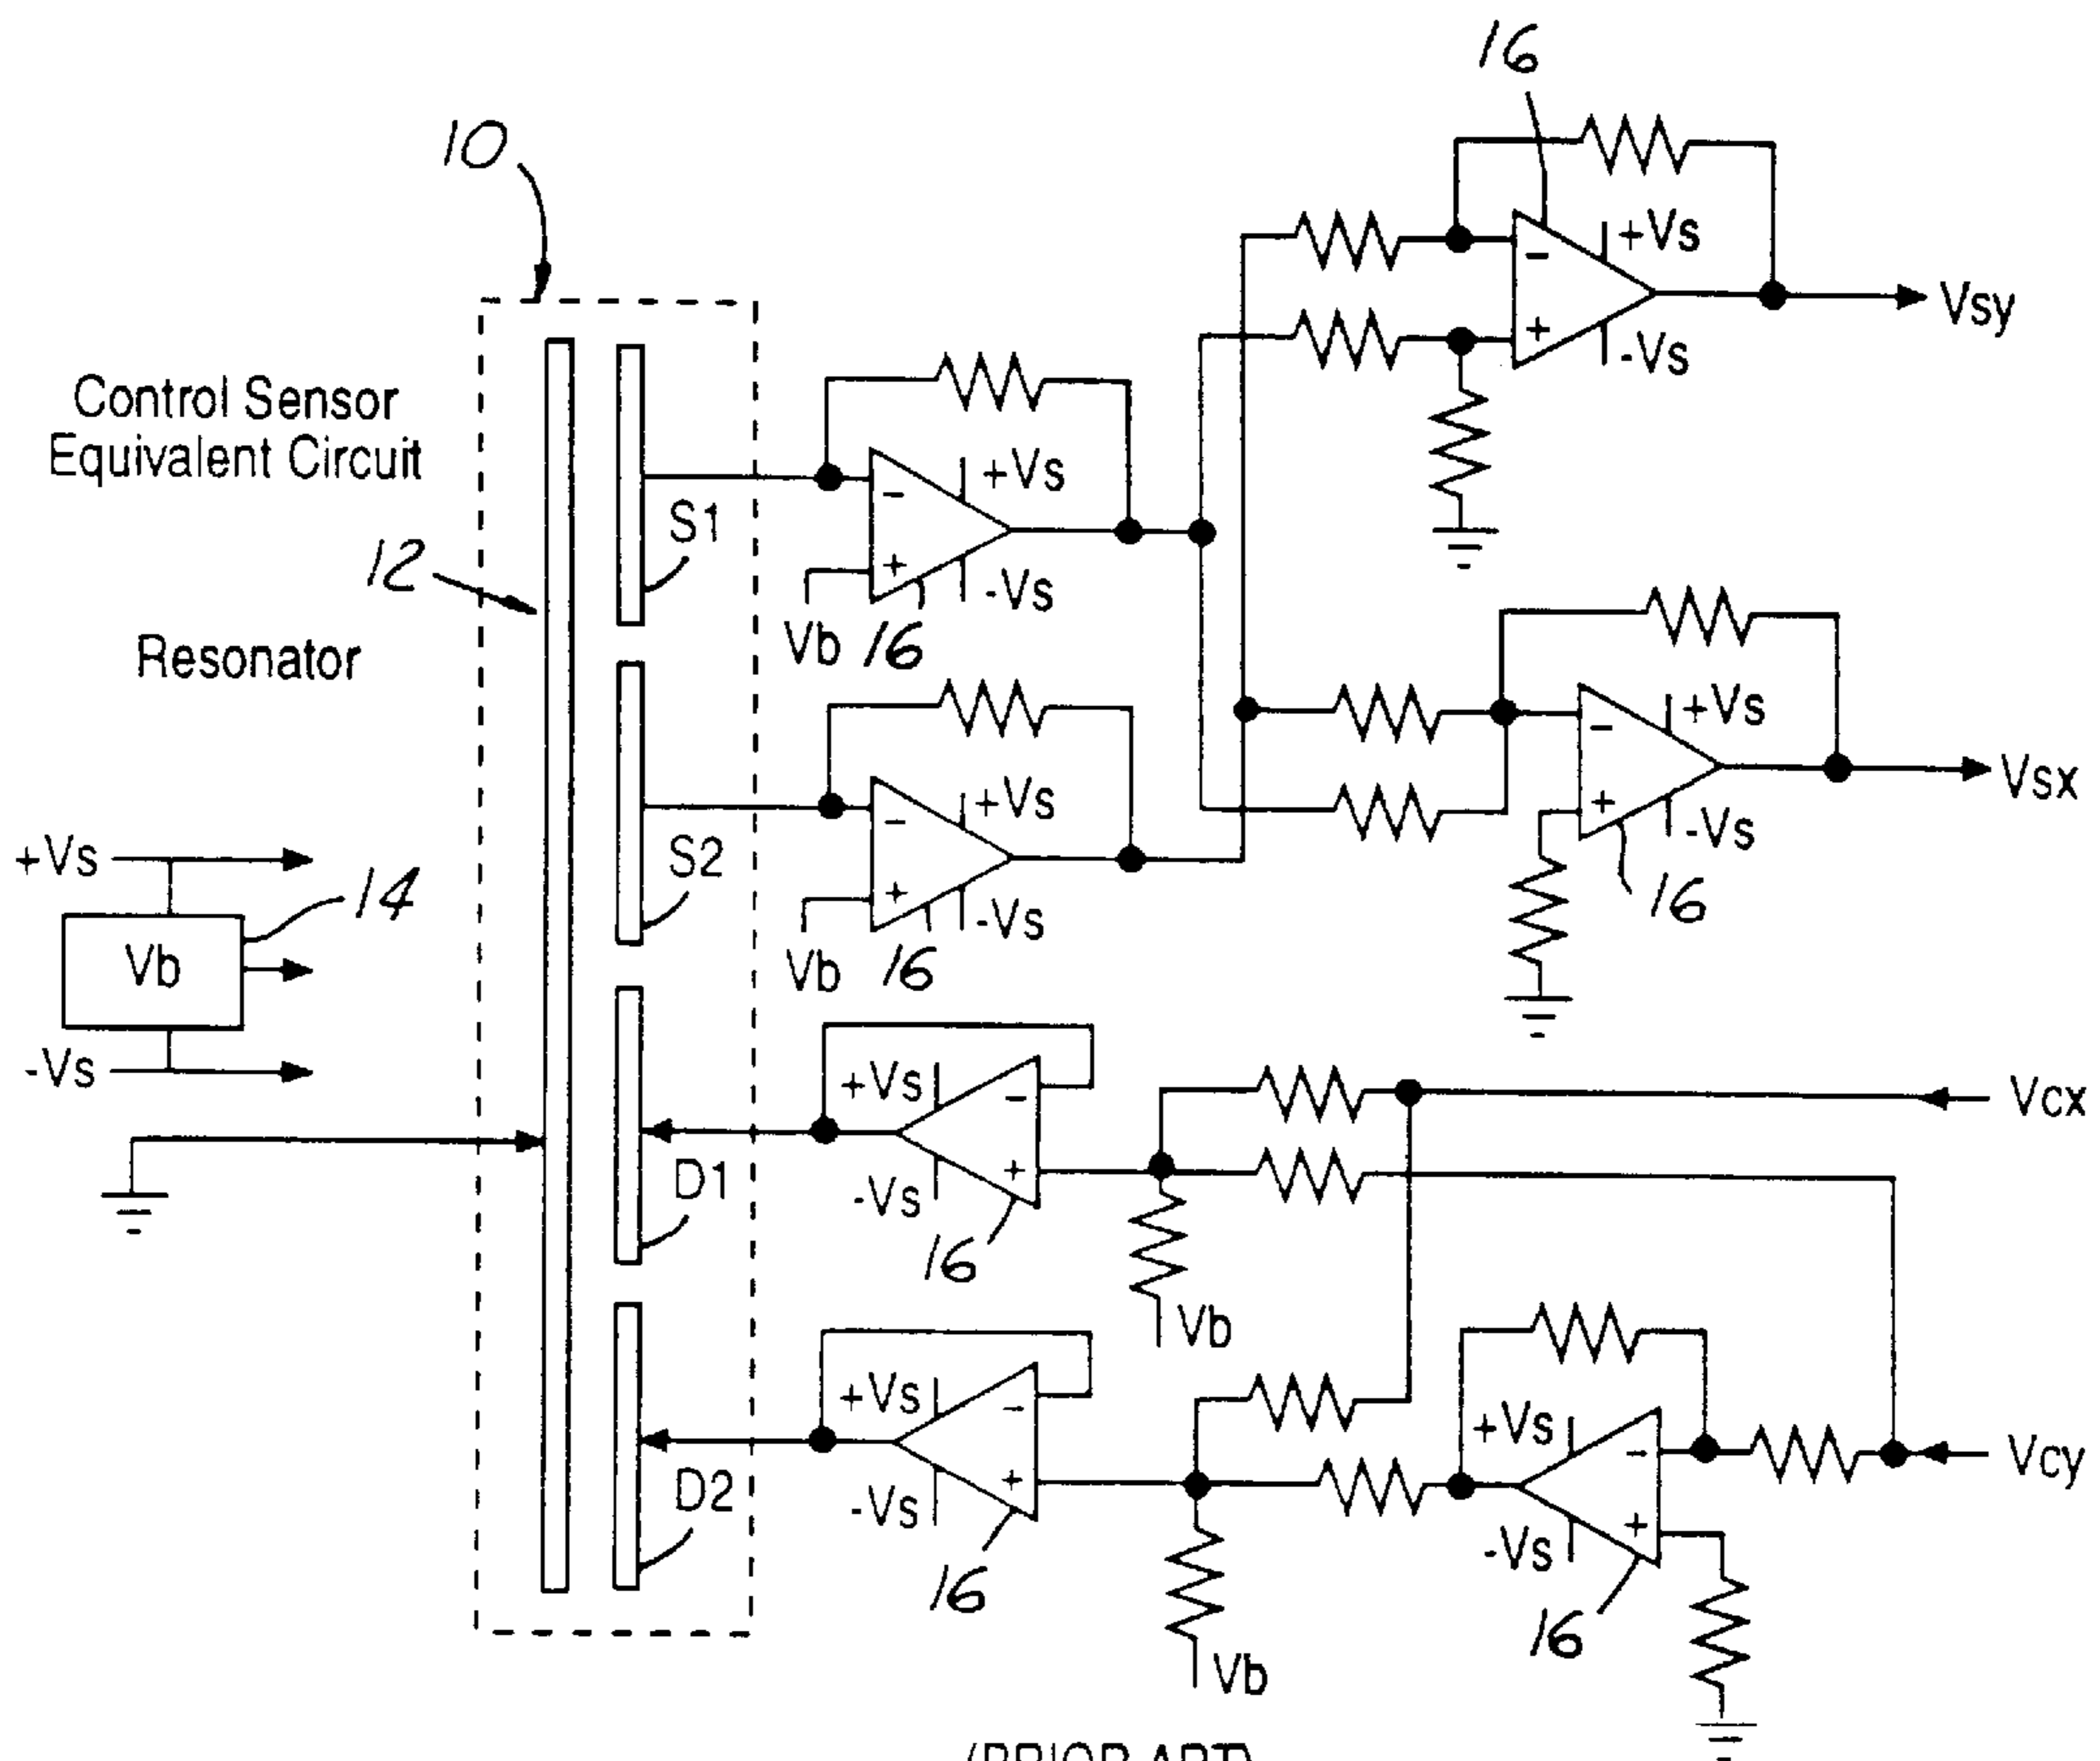 16
10
+Vs
-
+
-Vs
Vsy
Control Sensor
Equivalent Circuit
S1
-
+
+Vs
-Vs
Vb
16
12
Resonator
S2
-
+
+Vs
-Vs
Vb
16
-
+
+Vs
-Vs
Vsx
16
+Vs
14
Vb
-Vs
D1
+Vs
-
+
-Vs
16
Vb
Vcx
D2
+Vs
-
+
-Vs
16
Vb
+Vs
-
+
-Vs
16
Vcy
(PRIOR ART)